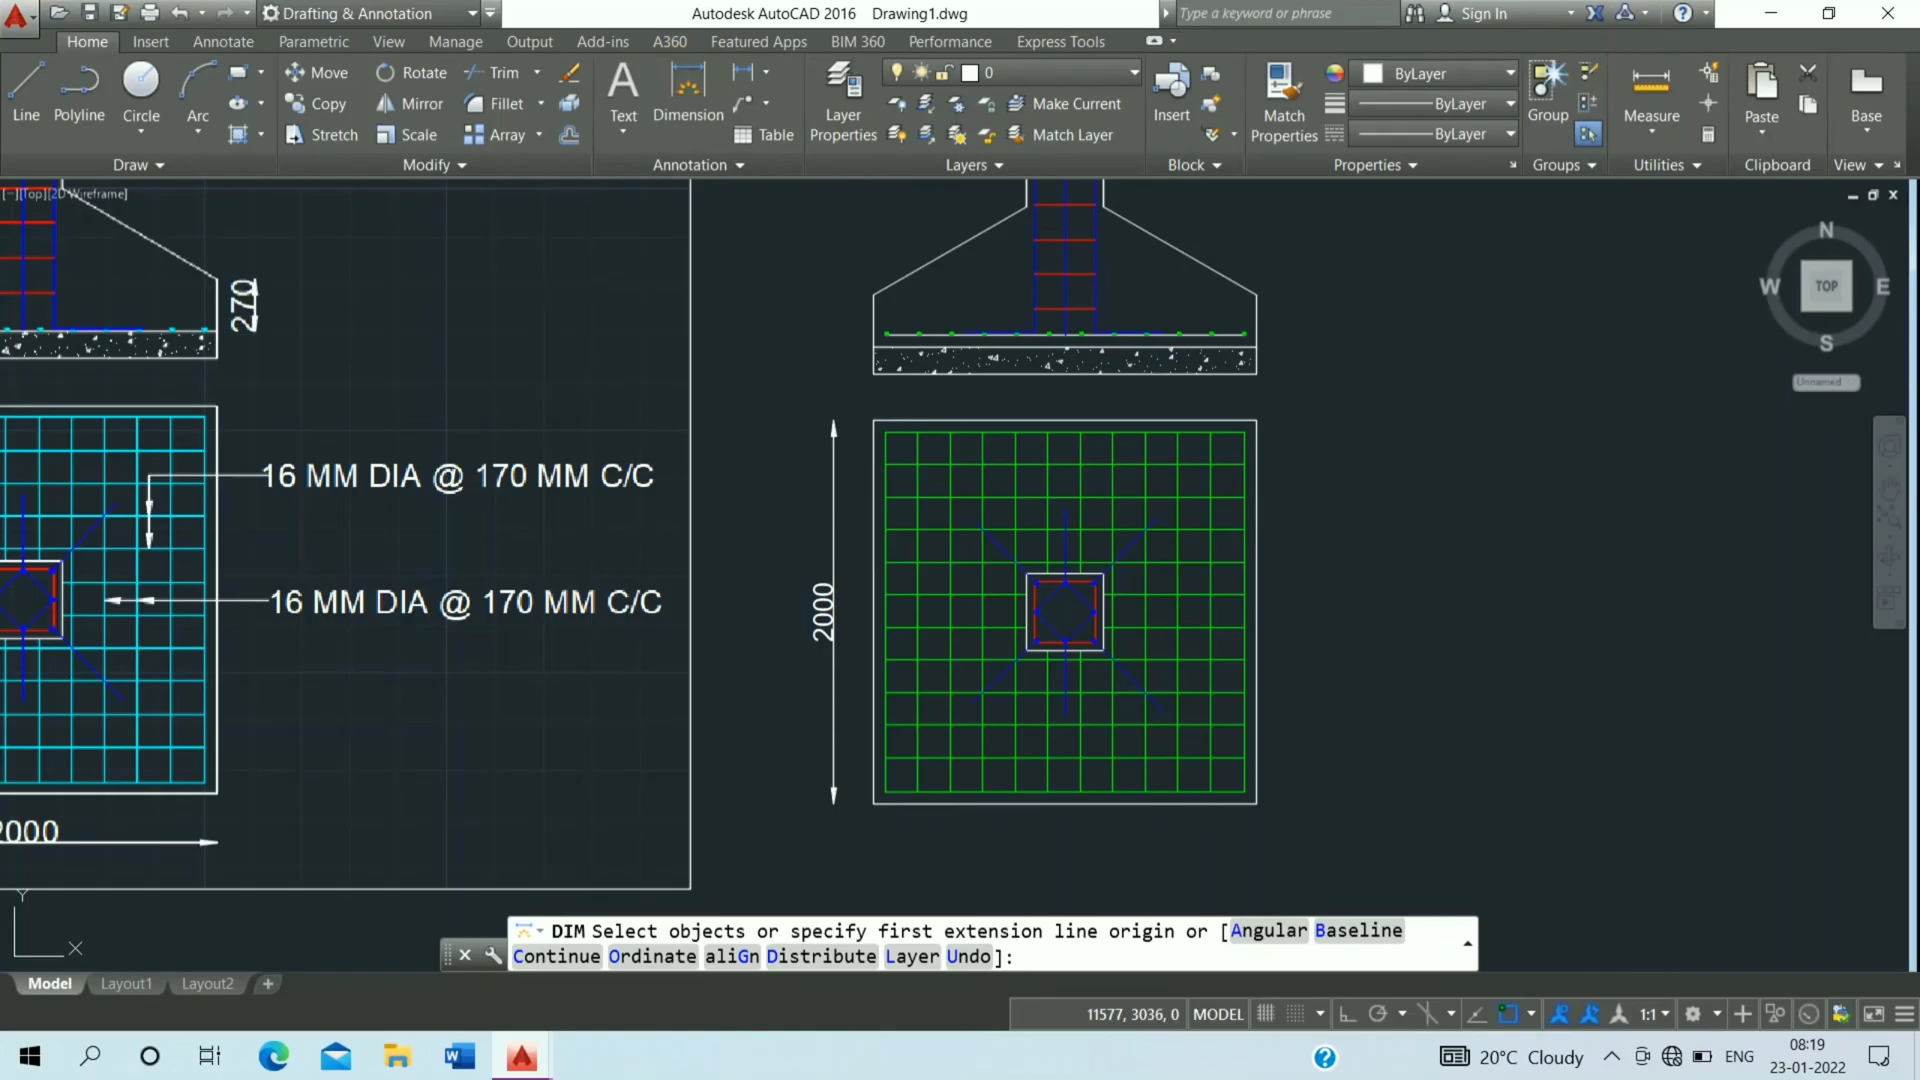 Drafting & Annotation
Autodesk AutoCAD 2016 Drawing1.dwg
Type a keyword or phrase
Sign In
Home Insert Annotate Parametric View Manage Output Add-ins A360 Featured Apps BIM 360 Performance Express Tools
Line Polyline Circle Arc
Move Rotate Trim
Copy Mirror Fillet
Stretch Scale Array
Text Dimension Table
Layer Properties
0
Make Current
Match Layer
Insert
Match Properties
ByLayer
ByLayer
ByLayer
Group
Measure
Paste
Base
Draw Modify Annotation Layers Block Properties Groups Utilities Clipboard View
[−][Top][2D Wireframe]
N
W TOP E
S
Unnamed
270
16 MM DIA @ 170 MM C/C
16 MM DIA @ 170 MM C/C
2000
2000
Y
X
DIM Select objects or specify first extension line origin or [Angular Baseline
Continue Ordinate aliGn Distribute Layer Undo]:
Model Layout1 Layout2 +
11577, 3036, 0 MODEL 1:1
20°C Cloudy ENG
08:19
23-01-2022